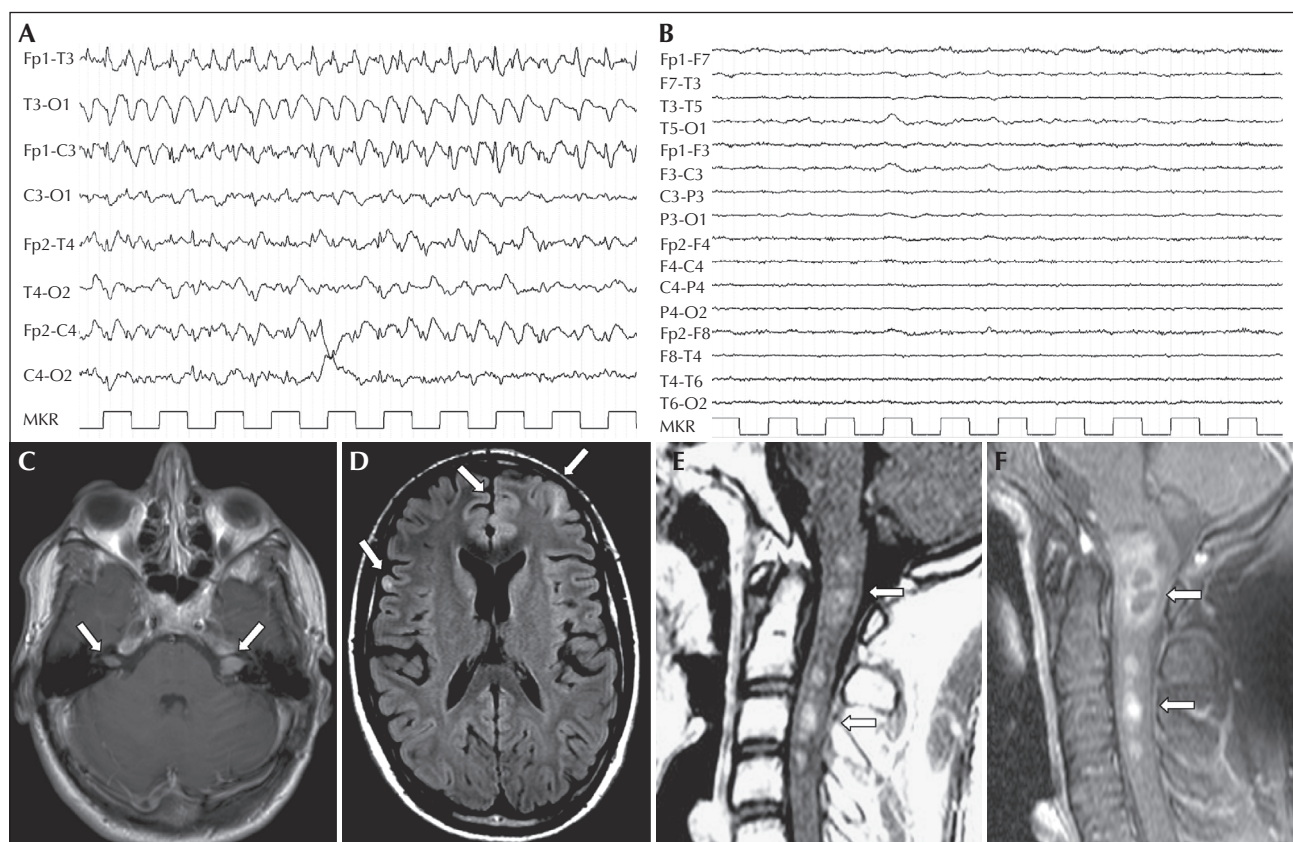 A
Fp1-T3
T3-O1
Fp1-C3
C3-O1
Fp2-T4
T4-O2
Fp2-C4
C4-O2
MKR
B
Fp1-F7
F7-T3
T3-T5
T5-O1
Fp1-F3
F3-C3
C3-P3
P3-O1
Fp2-F4
F4-C4
C4-P4
P4-O2
Fp2-F8
F8-T4
T4-T6
T6-O2
MKR
C
D
E
F